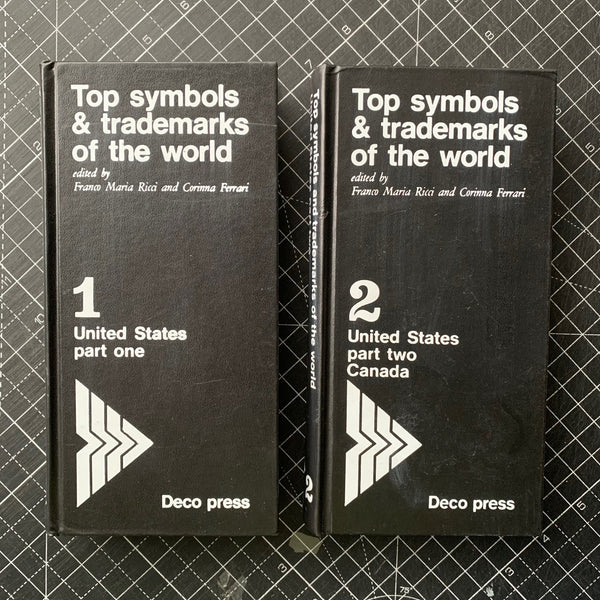 Top symbols
& trademarks
of the world
edited by
Franco Maria Ricci and Corinna Ferrari
1
United States
part one
Deco press
Top symbols and trademarks of the world
2
Top symbols
& trademarks
of the world
edited by
Franco Maria Ricci and Corinna Ferrari
2
United States
part two
Canada
Deco press